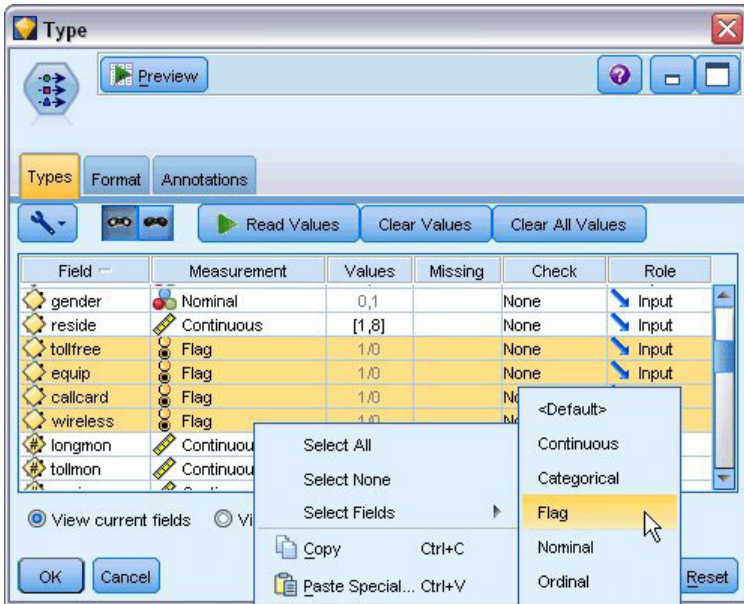 Type
Preview
Types Format Annotations
Read Values Clear Values Clear All Values
Field Measurement Values Missing Check Role
gender Nominal 0,1 None Input
reside Continuous [1,8] None Input
tollfree Flag 1/0 None Input
equip Flag 1/0 None Input
callcard Flag 1/0
wireless Flag 1/0
longmon
tollmon
<Default>
Continuous
Categorical
Flag
Nominal
Ordinal
Select All
Select None
Select Fields
Copy Ctrl+C
Paste Special... Ctrl+V
View current fields
OK Cancel Reset